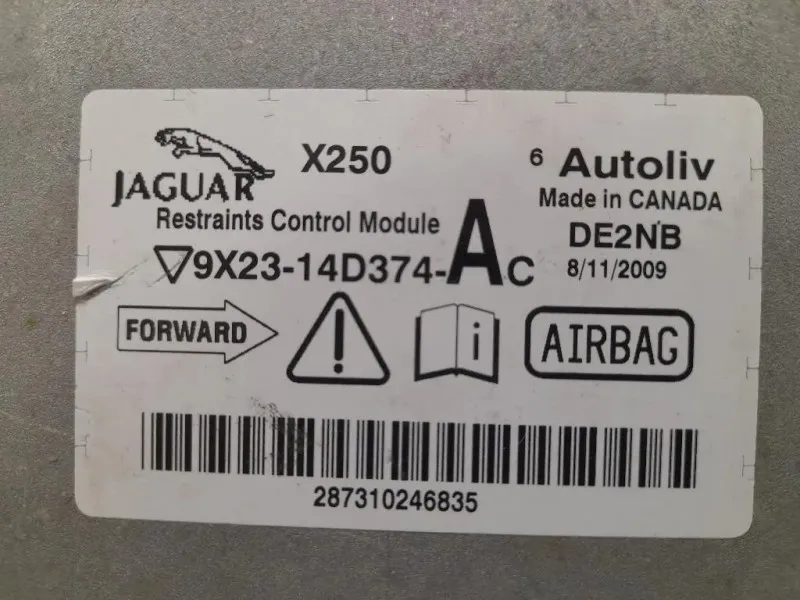 JAGUAR
X250
6 Autoliv
Made in CANADA
Restraints Control Module
DE2NB
9X23-14D374-AC
8/11/2009
FORWARD
!
i
AIRBAG
287310246835